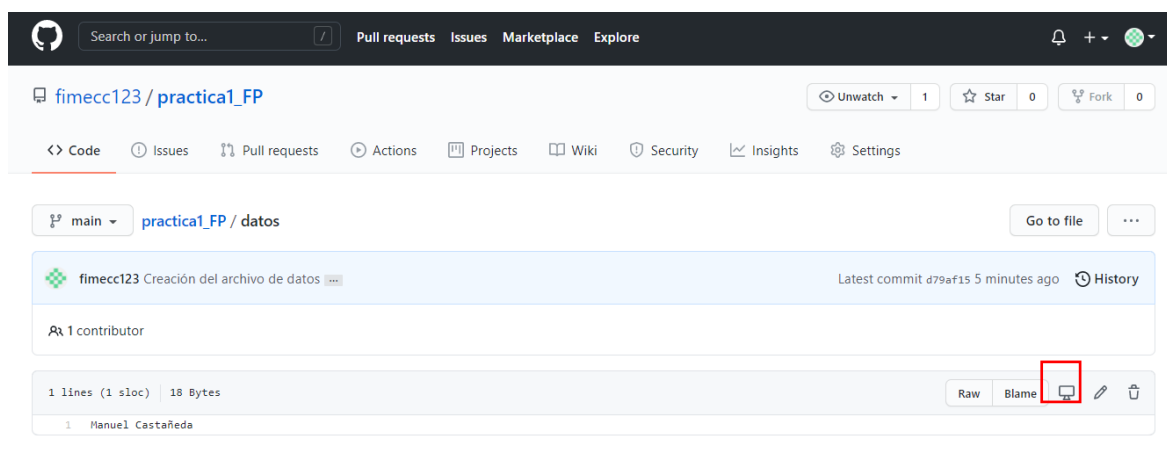 Search or jump to... / Pull requests Issues Marketplace Explore
fimecc123 / practica1_FP Unwatch 1 Star 0 Fork 0
<> Code Issues Pull requests Actions Projects Wiki Security Insights Settings
main practica1_FP / datos Go to file ...
fimecc123 Creación del archivo de datos ... Latest commit d79af15 5 minutes ago History
1 contributor
1 lines (1 sloc) 18 Bytes Raw Blame
1 Manuel Castañeda